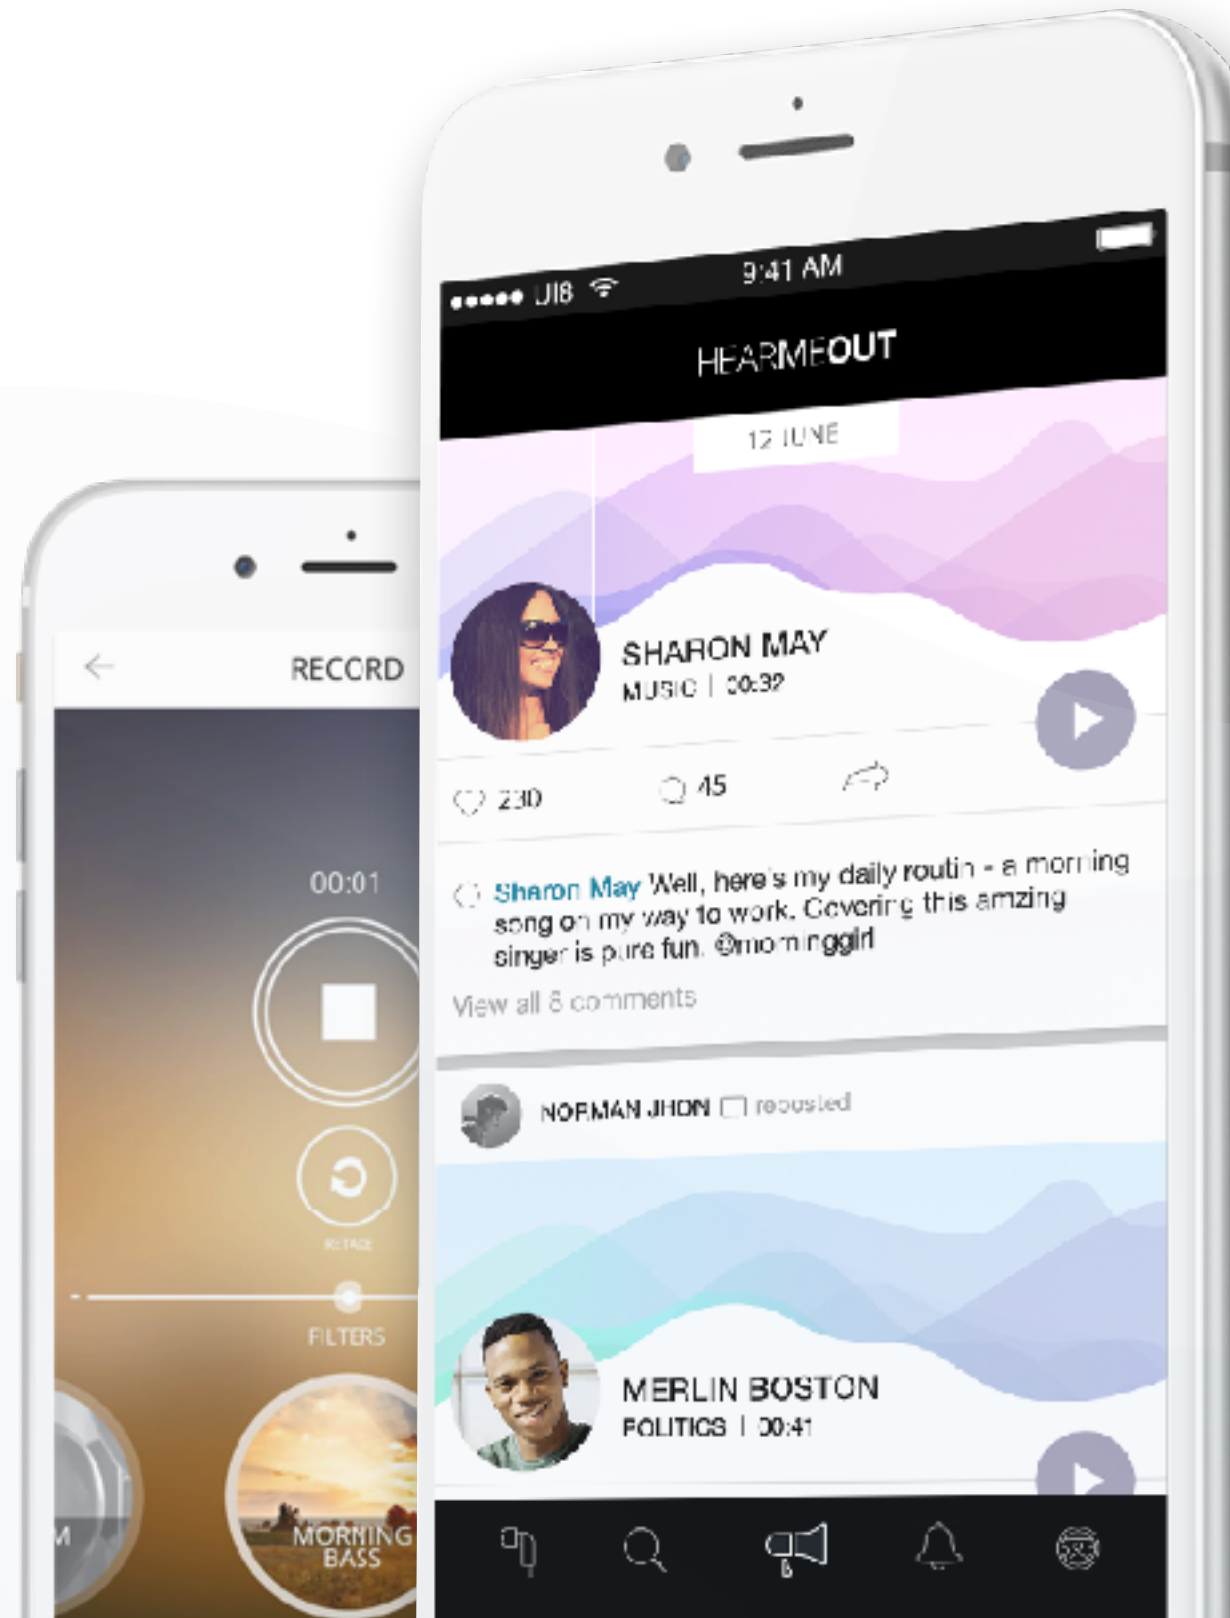 UI8
9:41 AM
HEARMEOUT
12 JUNE
SHARON MAY
MUSIC | 00:32
230
45
Sharon May Well, here's my daily routin - a morning
song on my way to work. Covering this amzing
singer is pure fun. @morninggirl
View all 8 comments
NORMAN JHON reposted
MERLIN BOSTON
POLITICS | 00:41
RECORD
00:01
RETAKE
FILTERS
M
MORNING
BASS